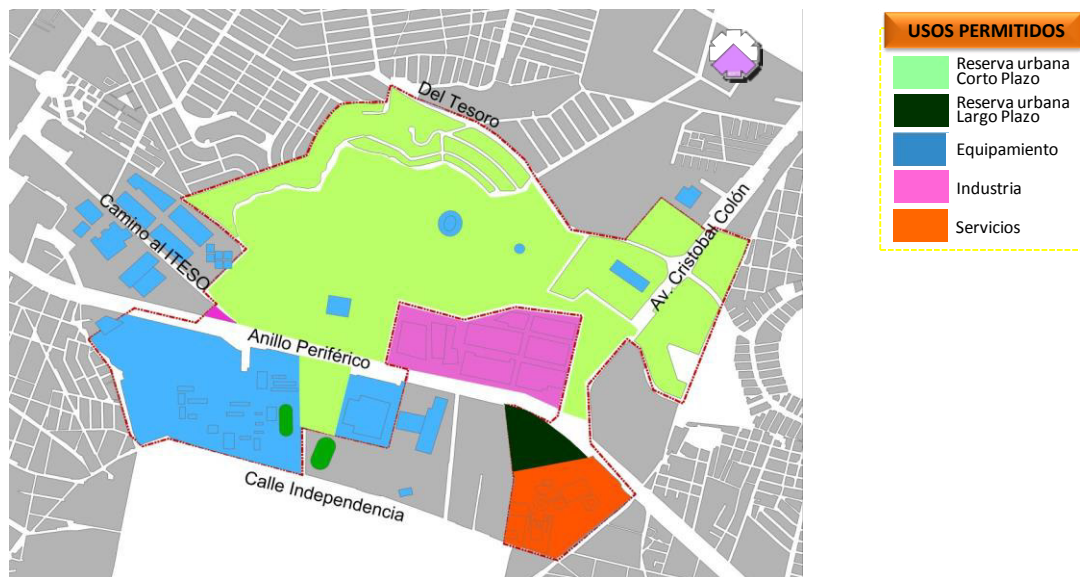 USOS PERMITIDOS
Reserva urbana
Corto Plazo
Reserva urbana
Largo Plazo
Equipamiento
Industria
Servicios
Del Tesoro
Camino al ITESO
Av. Cristobal Colón
Anillo Periférico
Calle Independencia